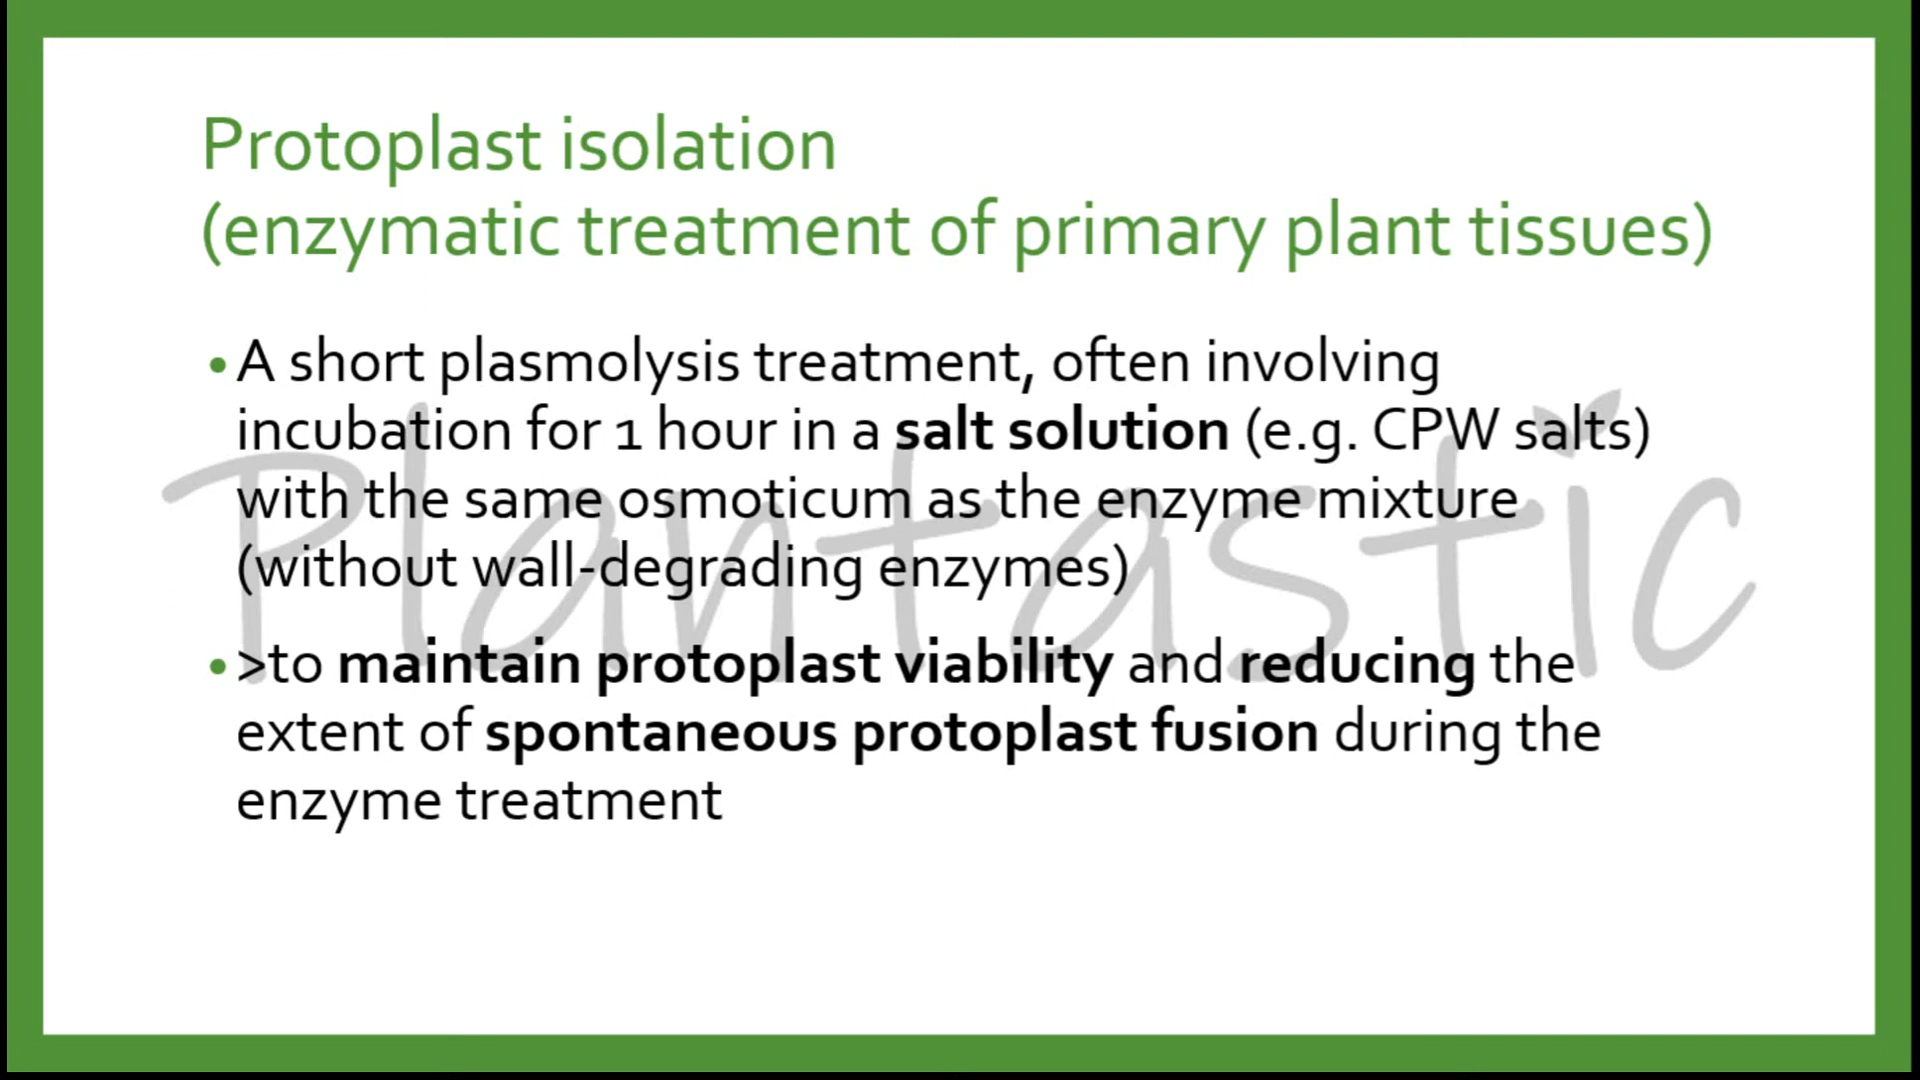 Protoplast isolation
(enzymatic treatment of primary plant tissues)
•A short plasmolysis treatment, often involving
incubation for 1 hour in a salt solution (e.g. CPW salts)
with the same osmoticum as the enzyme mixture
(without wall-degrading enzymes)
•>to maintain protoplast viability and reducing the
extent of spontaneous protoplast fusion during the
enzyme treatment
Plantastic